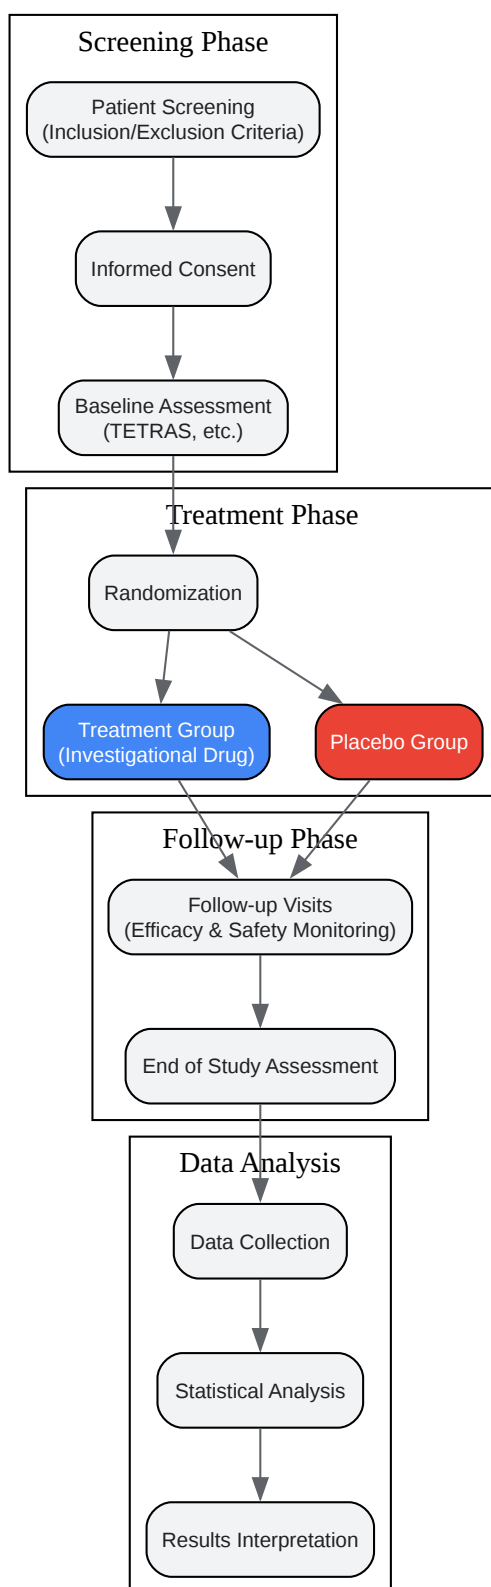 Screening Phase
Patient Screening
(Inclusion/Exclusion Criteria)
Informed Consent
Baseline Assessment
(TETRAS, etc.)
Treatment Phase
Randomization
Treatment Group
(Investigational Drug)
Placebo Group
Follow-up Phase
Follow-up Visits
(Efficacy & Safety Monitoring)
End of Study Assessment
Data Analysis
Data Collection
Statistical Analysis
Results Interpretation